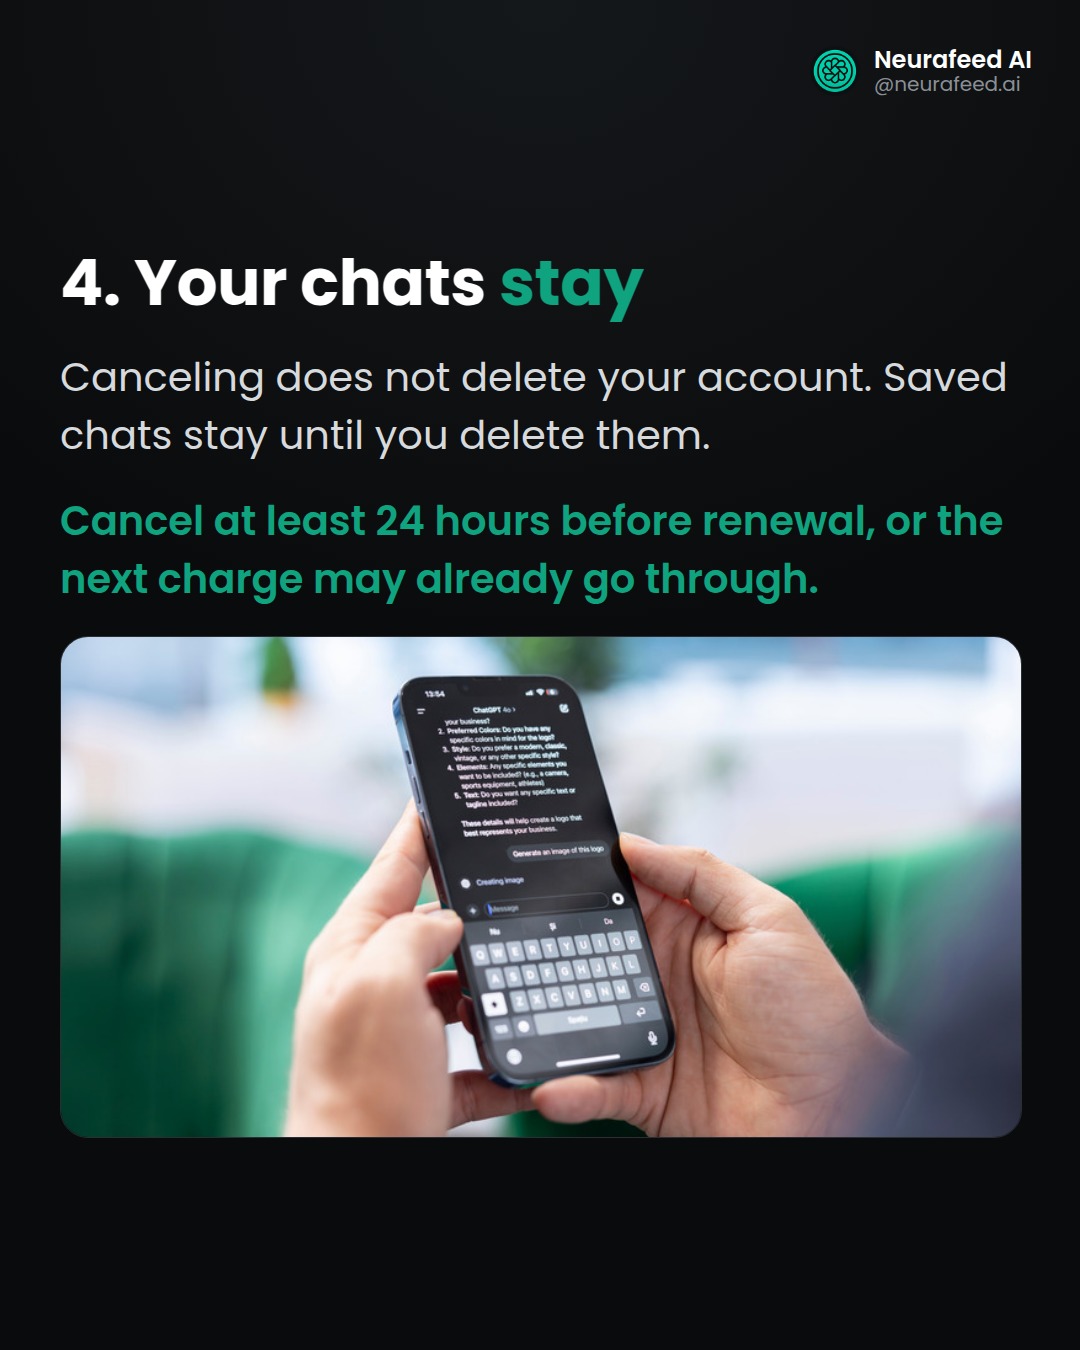 Neurafeed AI
@neurafeed.ai
4. Your chats stay
Canceling does not delete your account. Saved
chats stay until you delete them.
Cancel at least 24 hours before renewal, or the
next charge may already go through.
13:54
ChatGPT 4o >
your business?
2. Preferred Colors: Do you have any
specific colors in mind for the logo?
3. Style: Do you prefer a modern, classic,
vintage, or any other specific style?
4. Elements: Any specific elements you
want to be included? (e.g., a camera,
sports equipment, athletes)
5. Text: Do you want any specific text or
tagline included?
These details will help create a logo that
best represents your business.
Generate an image of this logo
Creating image
Message
Nu Și Da
Q W E R T Y U I O P
A S D F G H J K L
Z X C V B N M
Spațiu